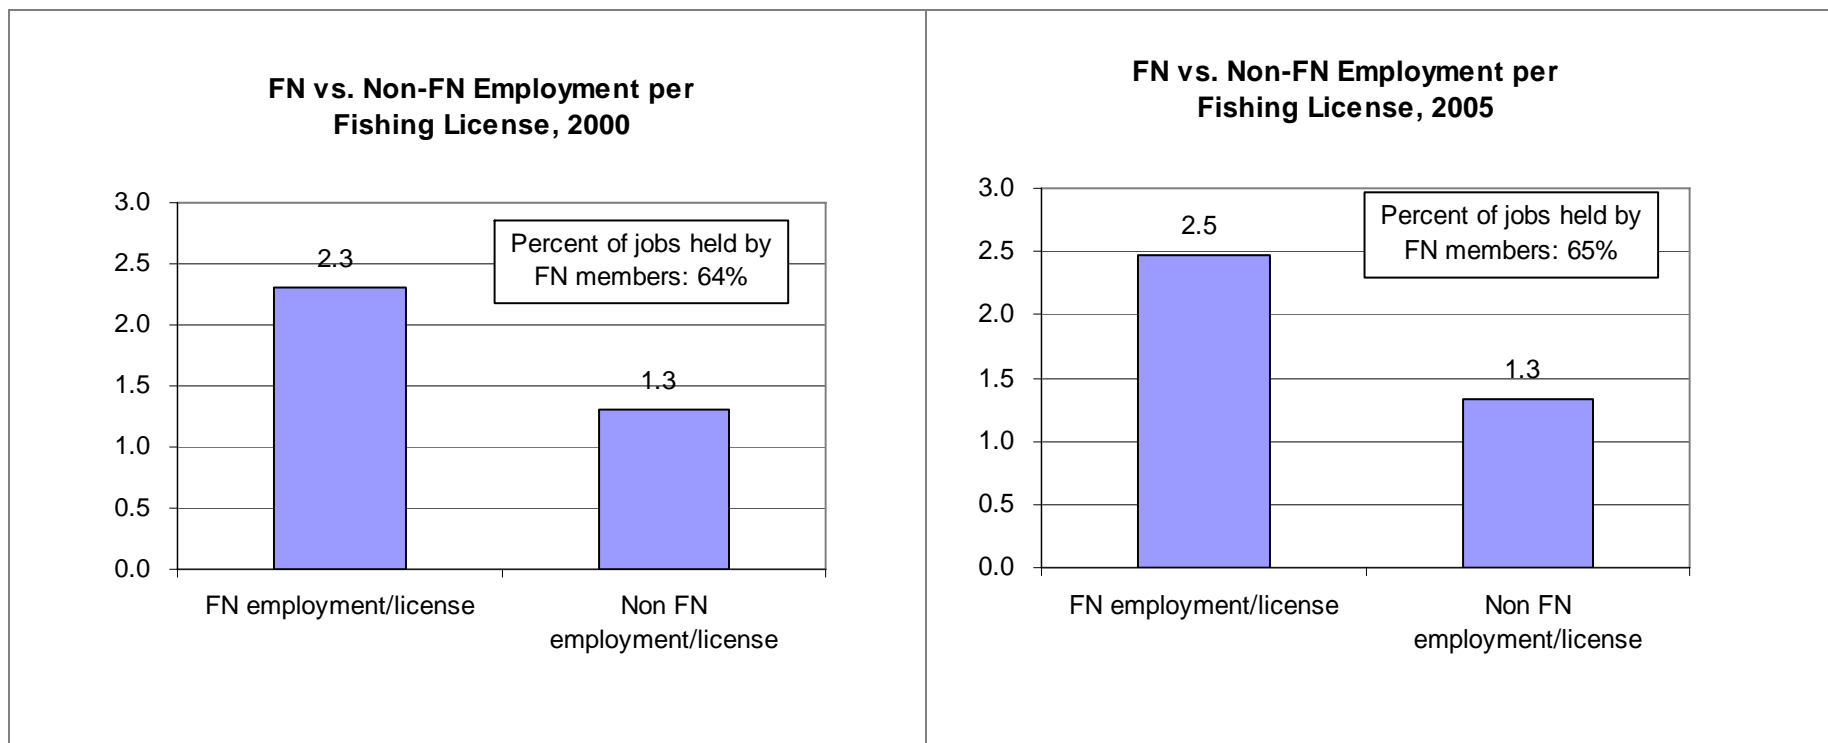 FN vs. Non-FN Employment per
Fishing License, 2000
3.0
2.5
2.0
1.5
1.0
0.5
0.0
2.3
1.3
Percent of jobs held by
FN members: 64%
FN employment/license
Non FN
employment/license
FN vs. Non-FN Employment per
Fishing License, 2005
3.0
2.5
2.0
1.5
1.0
0.5
0.0
2.5
1.3
Percent of jobs held by
FN members: 65%
FN employment/license
Non FN
employment/license